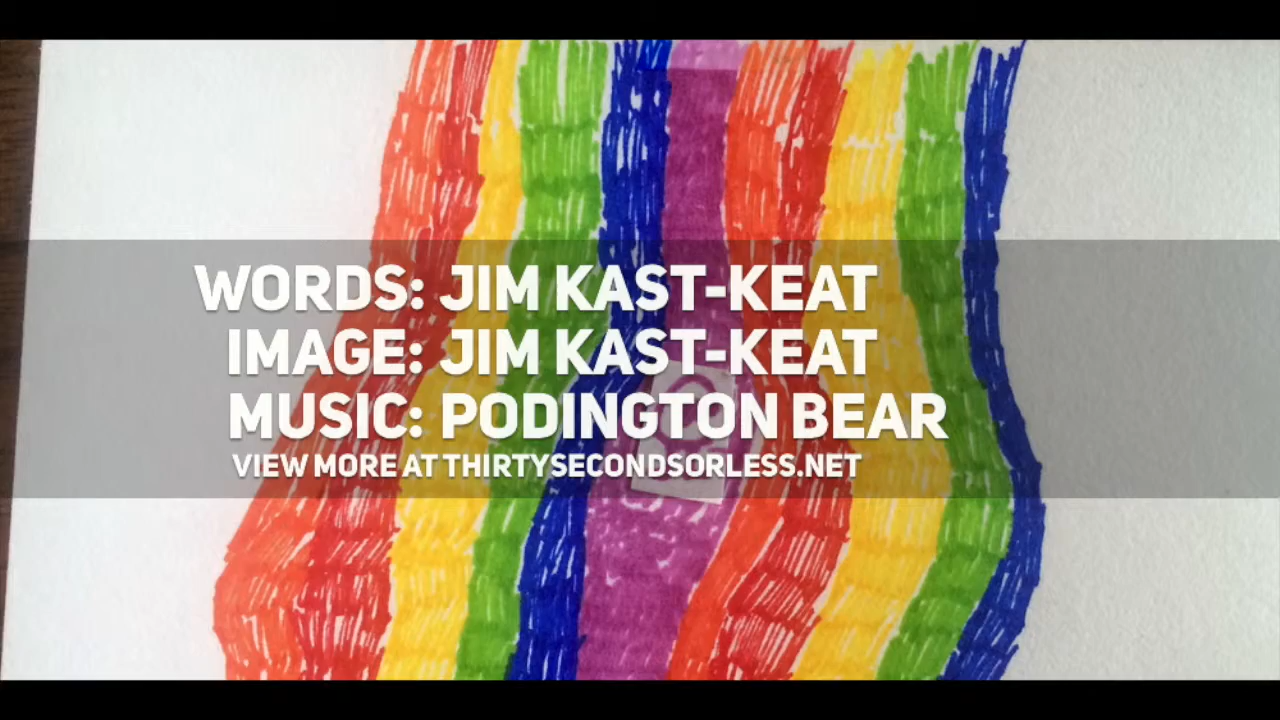 WORDS: JIM KAST-KEAT
IMAGE: JIM KAST-KEAT
MUSIC: PODINGTON BEAR
VIEW MORE AT THIRTYSECONDSORLESS.NET